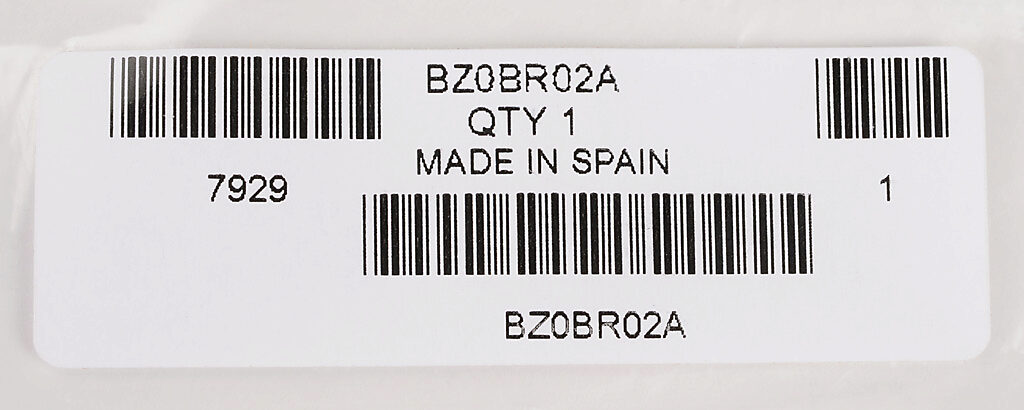 BZ0BR02A
QTY 1
MADE IN SPAIN
7929
1
BZ0BR02A